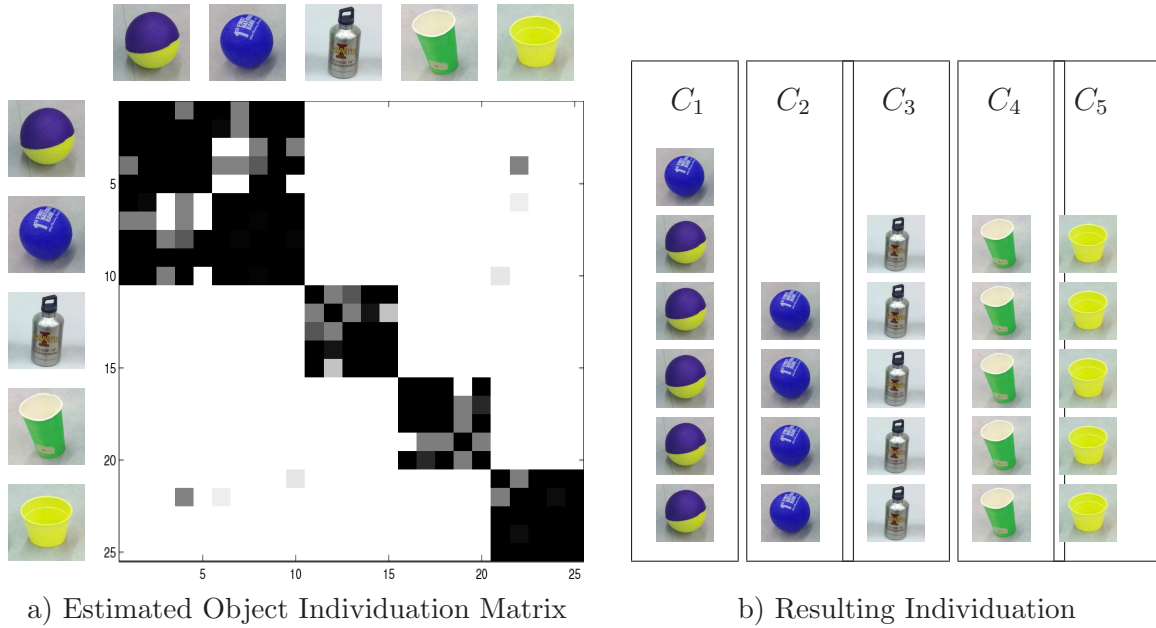 5
10
15
20
25
5
10
15
20
25
a) Estimated Object Individuation Matrix
C₁
C₂
C₃
C₄
C₅
b) Resulting Individuation